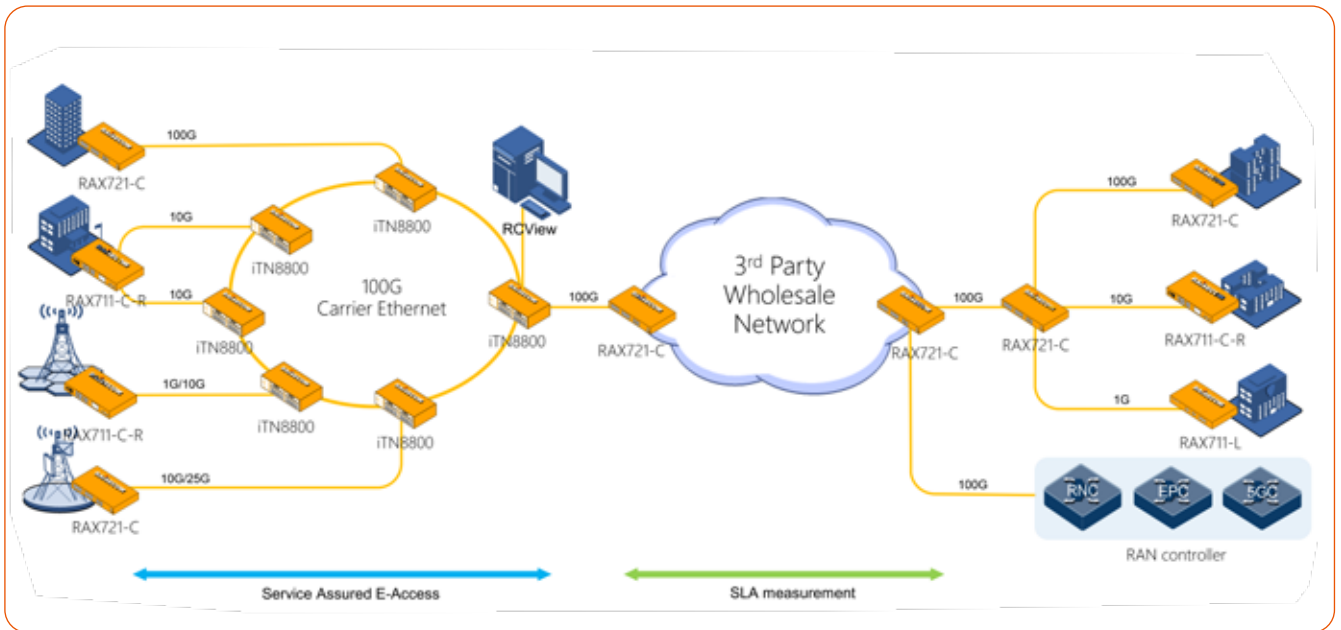 100G
RAX721-C
10G
RAX711-C-R
10G
1G/10G
RAX711-C-R
10G/25G
RAX721-C
iTN8800
iTN8800
iTN8800
iTN8800
iTN8800
iTN8800
100G
Carrier Ethernet
RCView
100G
RAX721-C
3rd Party
Wholesale
Network
RAX721-C
100G
RAX721-C
100G
RAX721-C
10G
RAX711-C-R
1G
RAX711-L
100G
RNC
EPC
5GC
RAN controller
Service Assured E-Access
SLA measurement